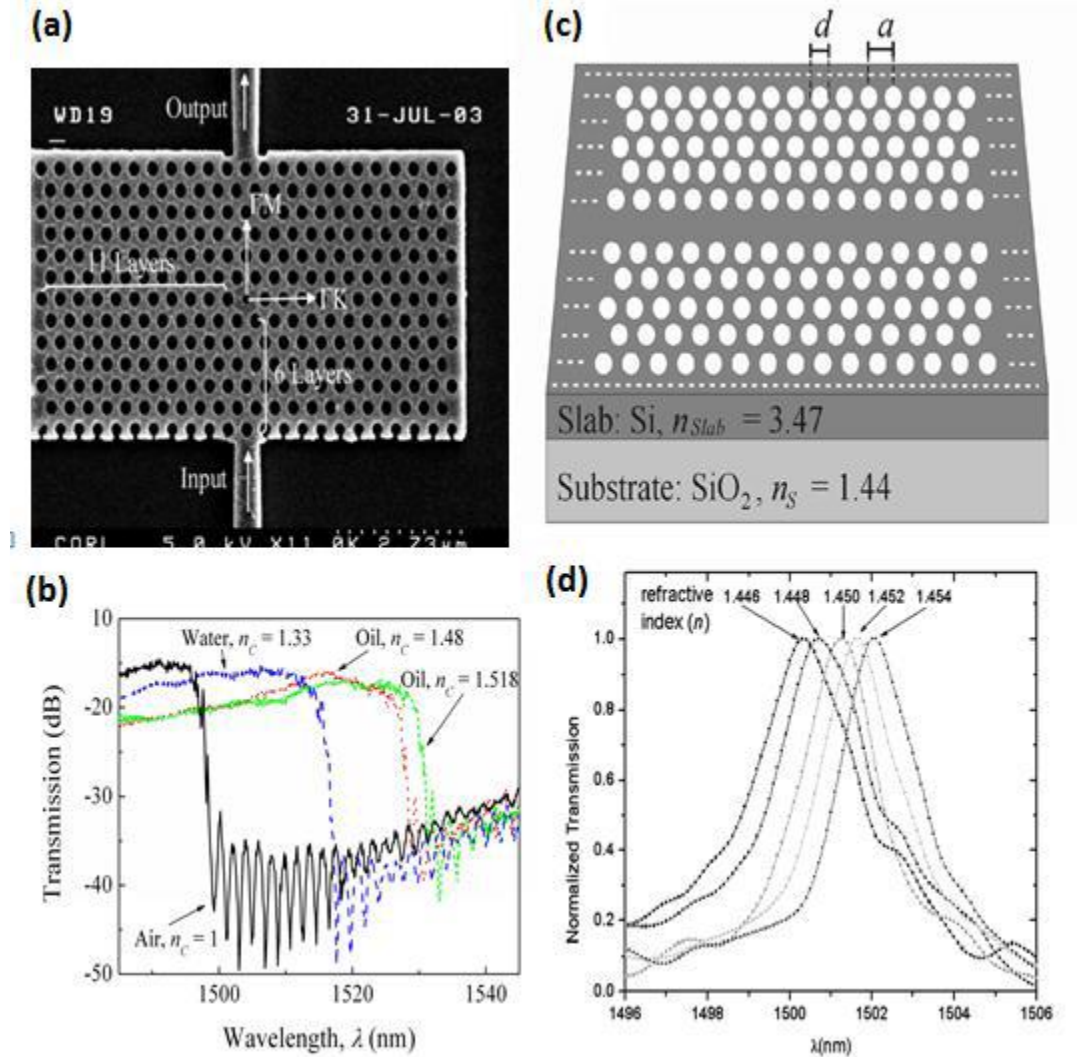 (a)
WD19
Output
31-JUL-03
ΓM
11 Layers
ΓK
6 Layers
Input
5.0 kV X11.0K 2.73μm
(c)
d
a
Slab: Si, nSlab = 3.47
Substrate: SiO2, nS = 1.44
(b)
10
-10
-20
-30
-40
-50
Transmission (dB)
Water, nC = 1.33
Oil, nC = 1.48
Oil, nC = 1.518
Air, nC = 1
1500
1520
1540
Wavelength, λ (nm)
(d)
refractive
index (n)
1.446
1.448
1.450
1.452
1.454
1.0
0.8
0.6
0.4
0.2
0.0
Normalized Transmission
1496
1498
1500
1502
1504
1506
λ(nm)